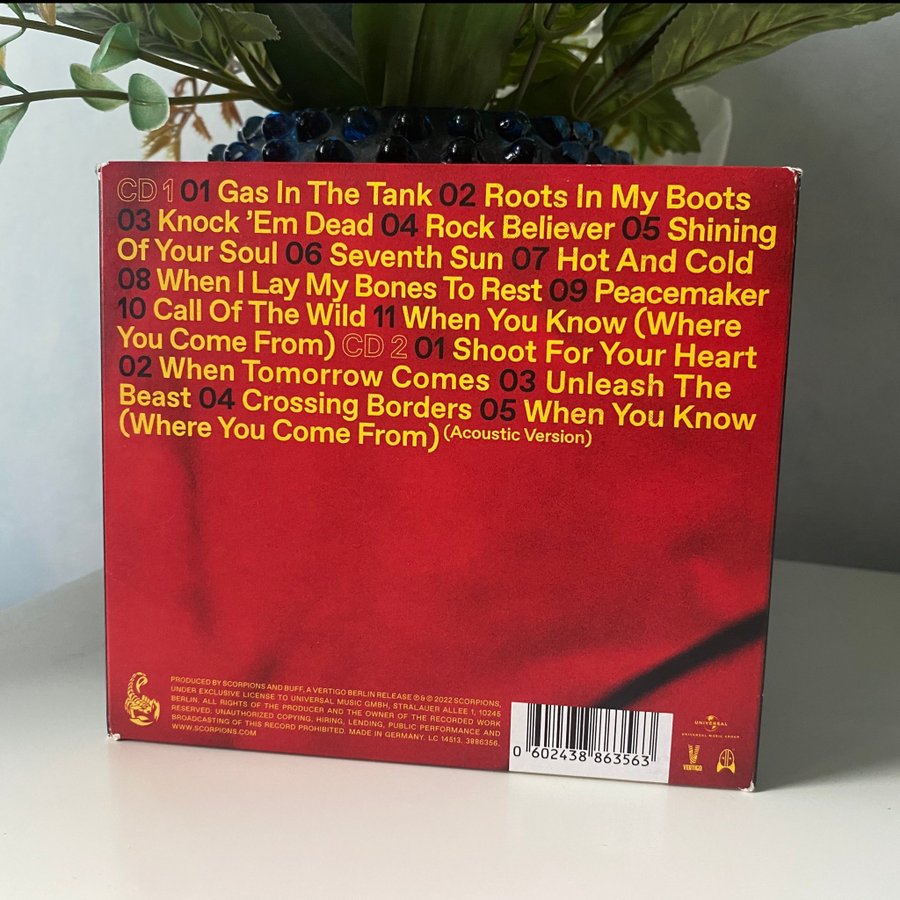 CD 1 01 Gas In The Tank 02 Roots In My Boots
03 Knock ’Em Dead 04 Rock Believer 05 Shining
Of Your Soul 06 Seventh Sun 07 Hot And Cold
08 When I Lay My Bones To Rest 09 Peacemaker
10 Call Of The Wild 11 When You Know (Where
You Come From) CD 2 01 Shoot For Your Heart
02 When Tomorrow Comes 03 Unleash The
Beast 04 Crossing Borders 05 When You Know
(Where You Come From) (Acoustic Version)
PRODUCED BY SCORPIONS AND BUFF, A VERTIGO BERLIN RELEASE ℗ & © 2022 SCORPIONS,
UNDER EXCLUSIVE LICENSE TO UNIVERSAL MUSIC GMBH, STRALAUER ALLEE 1, 10245
BERLIN. ALL RIGHTS OF THE PRODUCER AND THE OWNER OF THE RECORDED WORK
RESERVED. UNAUTHORIZED COPYING, HIRING, LENDING, PUBLIC PERFORMANCE AND
BROADCASTING OF THIS RECORD PROHIBITED. MADE IN GERMANY. LC 14513. 3886356.
WWW.SCORPIONS.COM
0 602438 863563
UNIVERSAL
UNIVERSAL MUSIC GROUP
VERTIGO